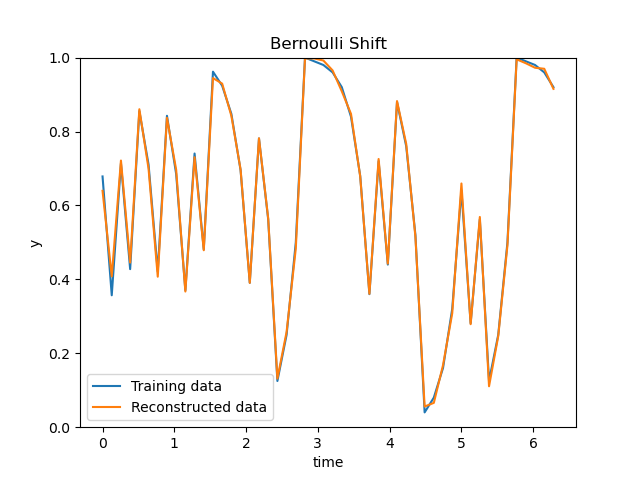 Bernoulli Shift
1.0
0.8
0.6
0.4
0.2
0.0
y
Training data
Reconstructed data
0 1 2 3 4 5 6
time